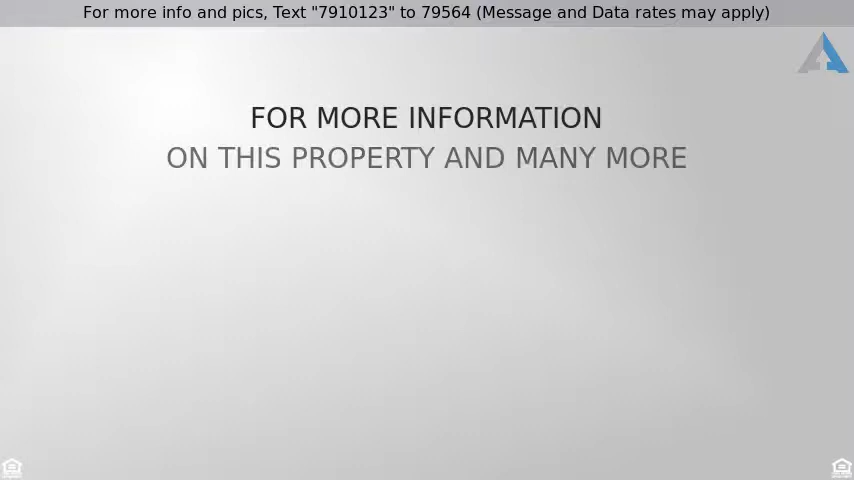 For more info and pics, Text "7910123" to 79564 (Message and Data rates may apply)
FOR MORE INFORMATION
ON THIS PROPERTY AND MANY MORE